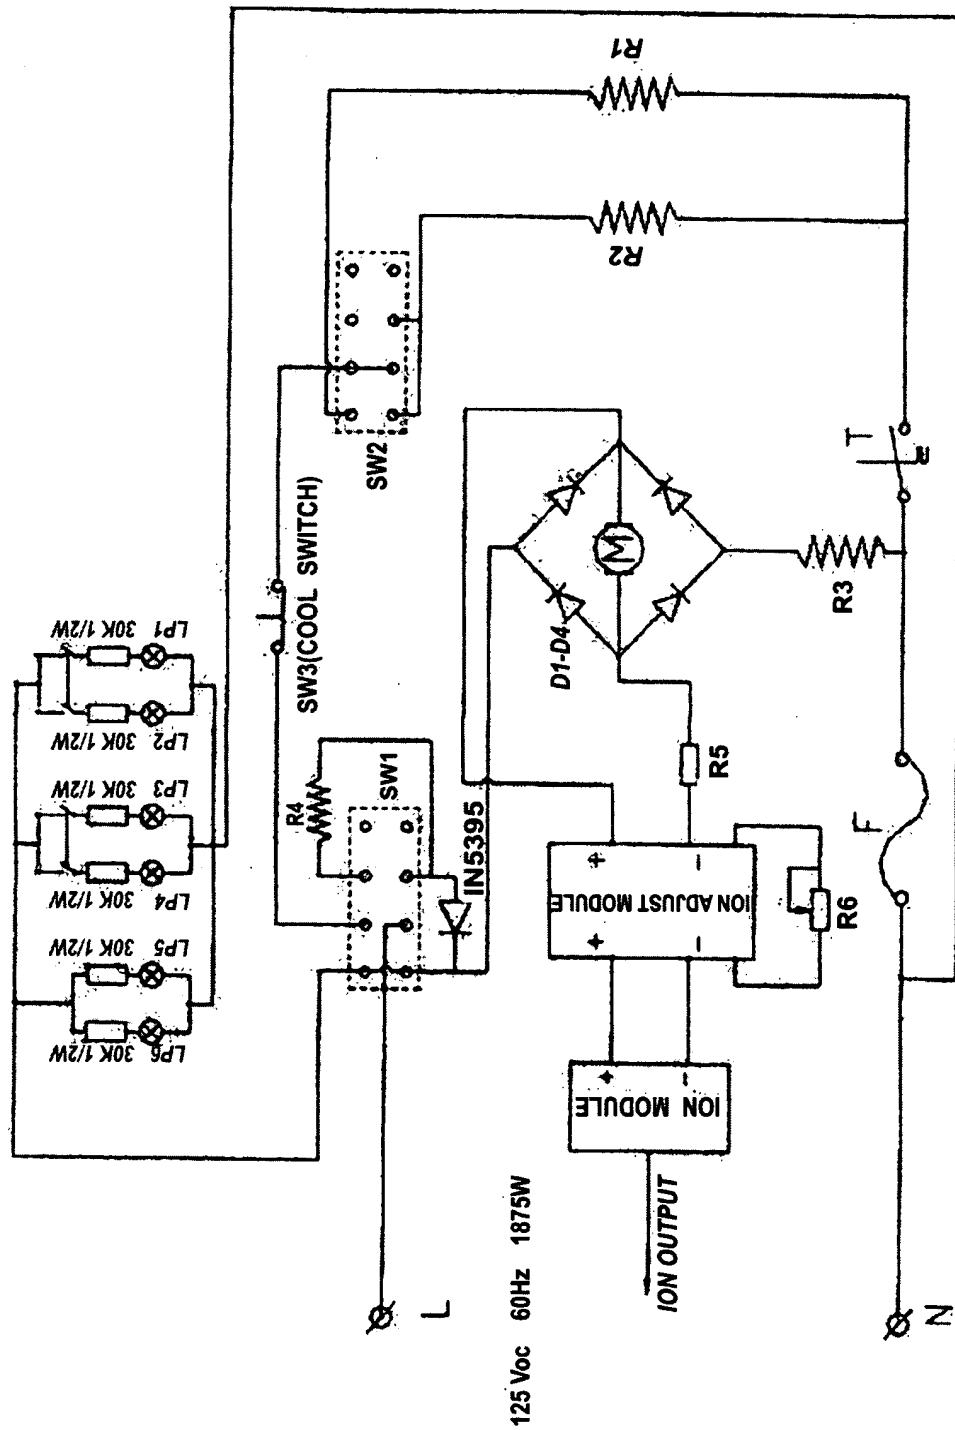 R1
R2
SW2
SW3(COOL SWITCH)
30K 1/2W LP1
30K 1/2W LP2
30K 1/2W LP3
30K 1/2W LP4
30K 1/2W LP5
30K 1/2W LP6
R4
SW1
IN5395
D1-D4
M
T
R3
R5
F
R6
+ + ION ADJUST MODULE - -
+ ION MODULE -
ION OUTPUT
L
125 Voc 60Hz 1875W
N